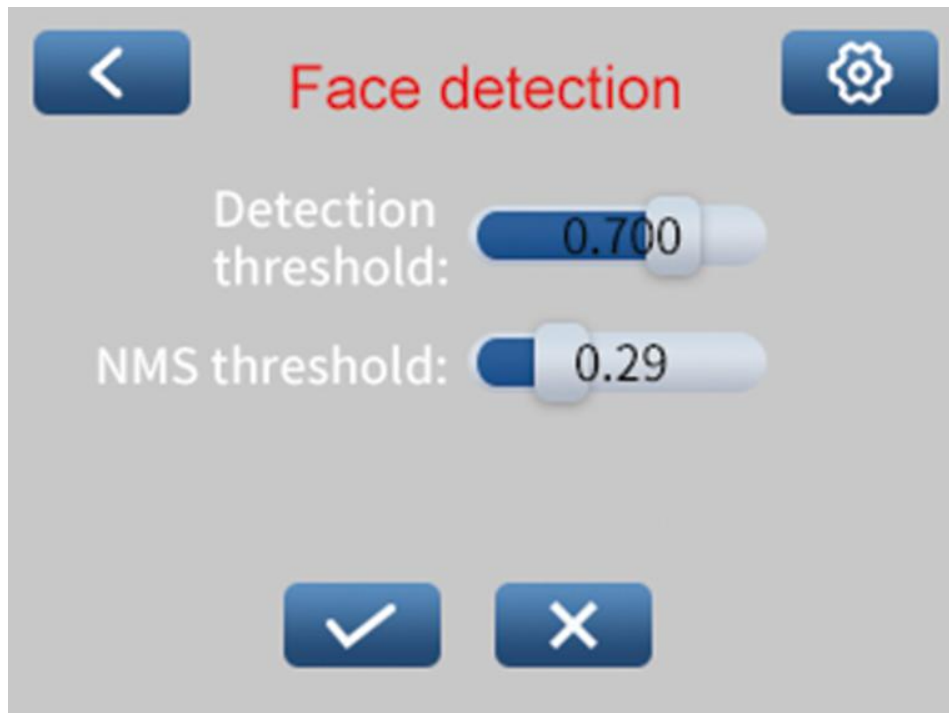 Face detection
Detection
threshold:
0.700
NMS threshold:
0.29